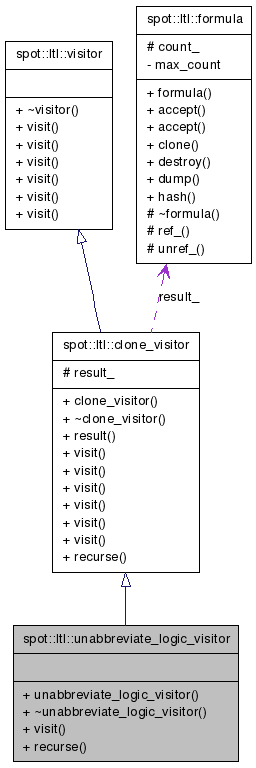 spot::ltl::formula
# count_
- max_count
+ formula()
+ accept()
+ accept()
+ clone()
+ destroy()
+ dump()
+ hash()
# ~formula()
# ref_()
# unref_()
spot::ltl::visitor
+ ~visitor()
+ visit()
+ visit()
+ visit()
+ visit()
+ visit()
+ visit()
result_
spot::ltl::clone_visitor
# result_
+ clone_visitor()
+ ~clone_visitor()
+ result()
+ visit()
+ visit()
+ visit()
+ visit()
+ visit()
+ visit()
+ recurse()
spot::ltl::unabbreviate_logic_visitor
+ unabbreviate_logic_visitor()
+ ~unabbreviate_logic_visitor()
+ visit()
+ recurse()